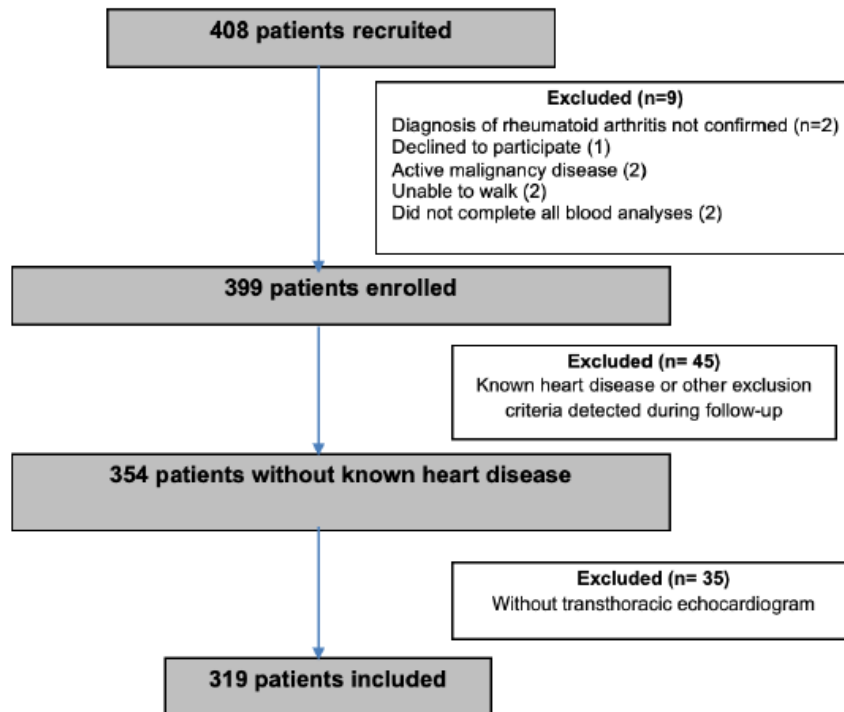 408 patients recruited
Excluded (n=9)
Diagnosis of rheumatoid arthritis not confirmed (n=2)
Declined to participate (1)
Active malignancy disease (2)
Unable to walk (2)
Did not complete all blood analyses (2)
399 patients enrolled
Excluded (n= 45)
Known heart disease or other exclusion
criteria detected during follow-up
354 patients without known heart disease
Excluded (n= 35)
Without transthoracic echocardiogram
319 patients included